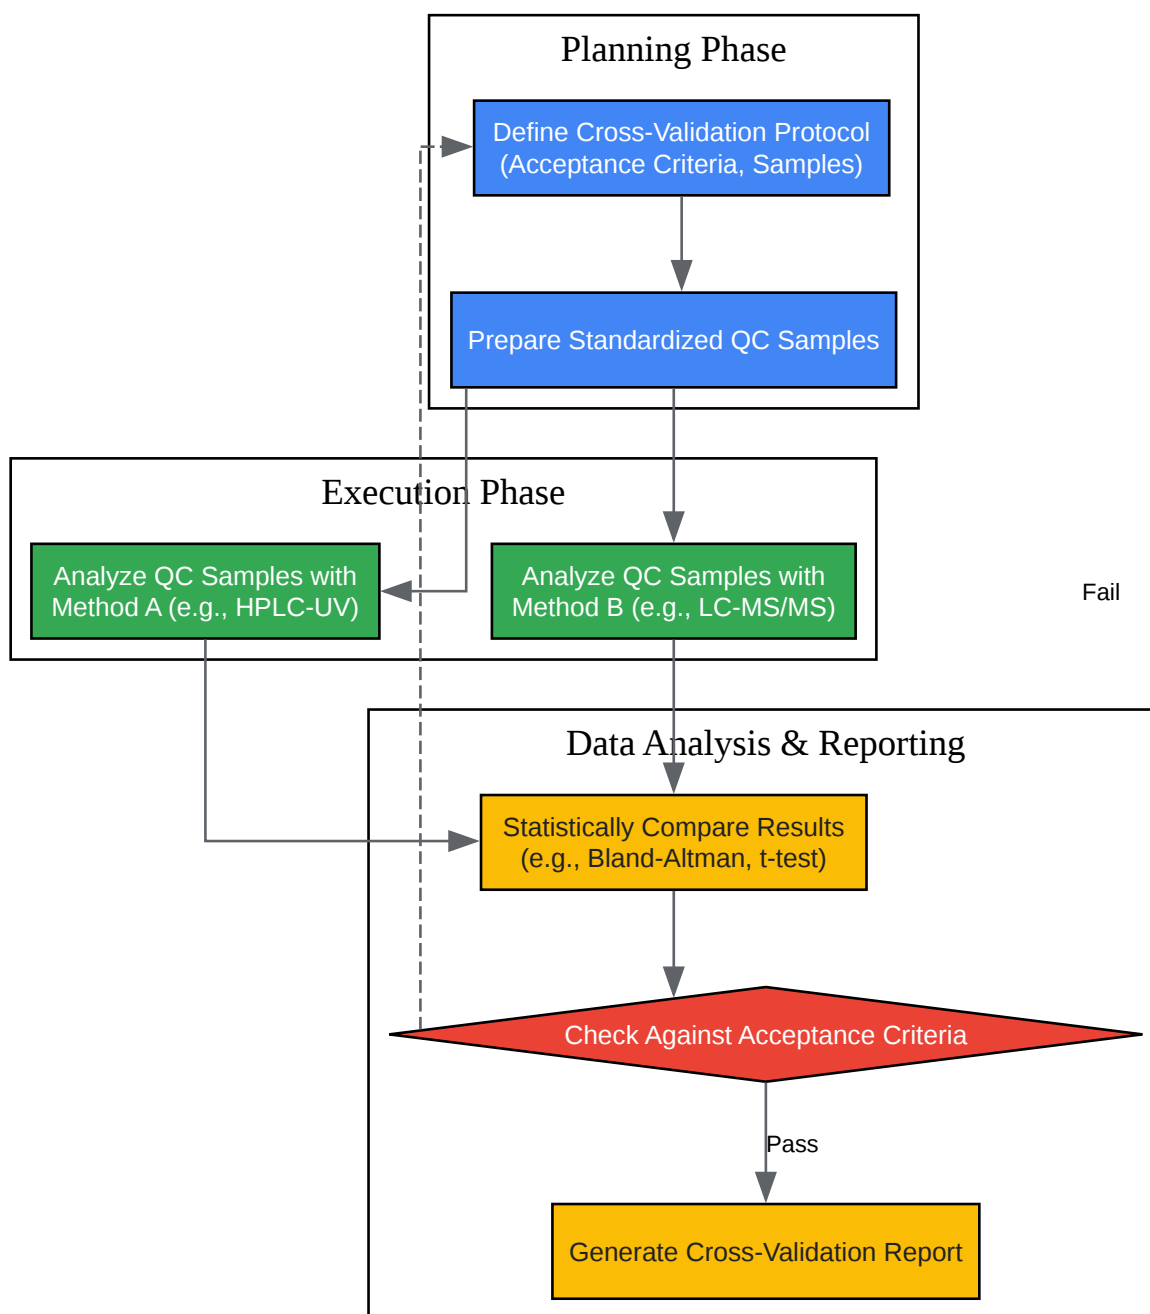 Planning Phase
Define Cross-Validation Protocol
(Acceptance Criteria, Samples)
Prepare Standardized QC Samples
Execution Phase
Analyze QC Samples with
Method A (e.g., HPLC-UV)
Analyze QC Samples with
Method B (e.g., LC-MS/MS)
Fail
Data Analysis & Reporting
Statistically Compare Results
(e.g., Bland-Altman, t-test)
Check Against Acceptance Criteria
Pass
Generate Cross-Validation Report